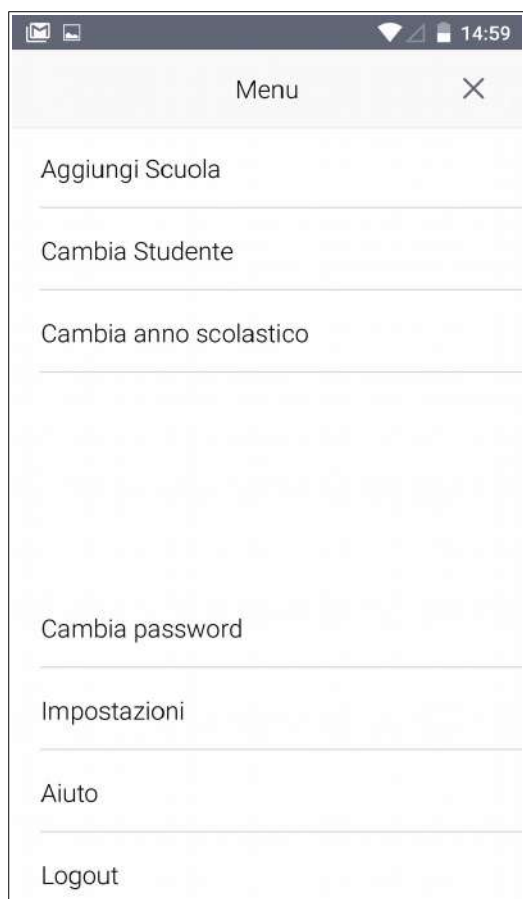 14:59
Menu
Aggiungi Scuola
Cambia Studente
Cambia anno scolastico
Cambia password
Impostazioni
Aiuto
Logout